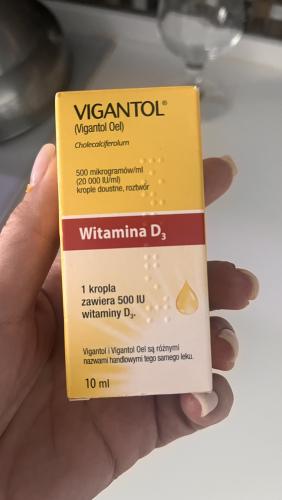 VIGANTOL®
(Vigantol Oel)
Cholecalciferolum
500 mikrogramów/ml
(20 000 IU/ml)
krople doustne, roztwór
Witamina D₃
1 kropla
zawiera 500 IU
witaminy D₃.
Vigantol i Vigantol Oel są różnymi
nazwami handlowymi tego samego leku.
10 ml